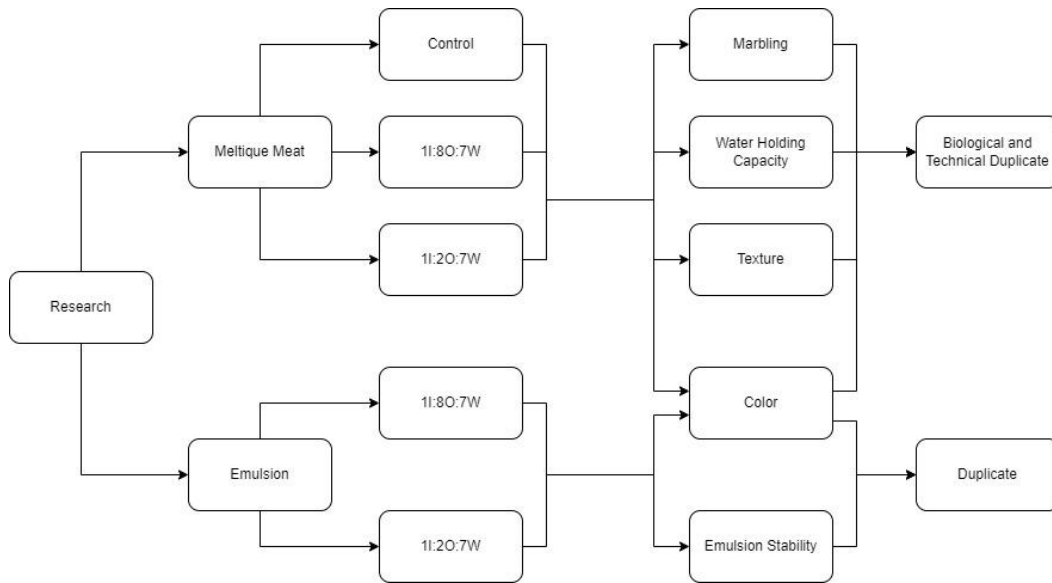 Control
Marbling
Meltique Meat
1I:8O:7W
Water Holding
Capacity
Biological and
Technical Duplicate
1I:2O:7W
Texture
Research
1I:8O:7W
Color
Emulsion
Duplicate
1I:2O:7W
Emulsion Stability